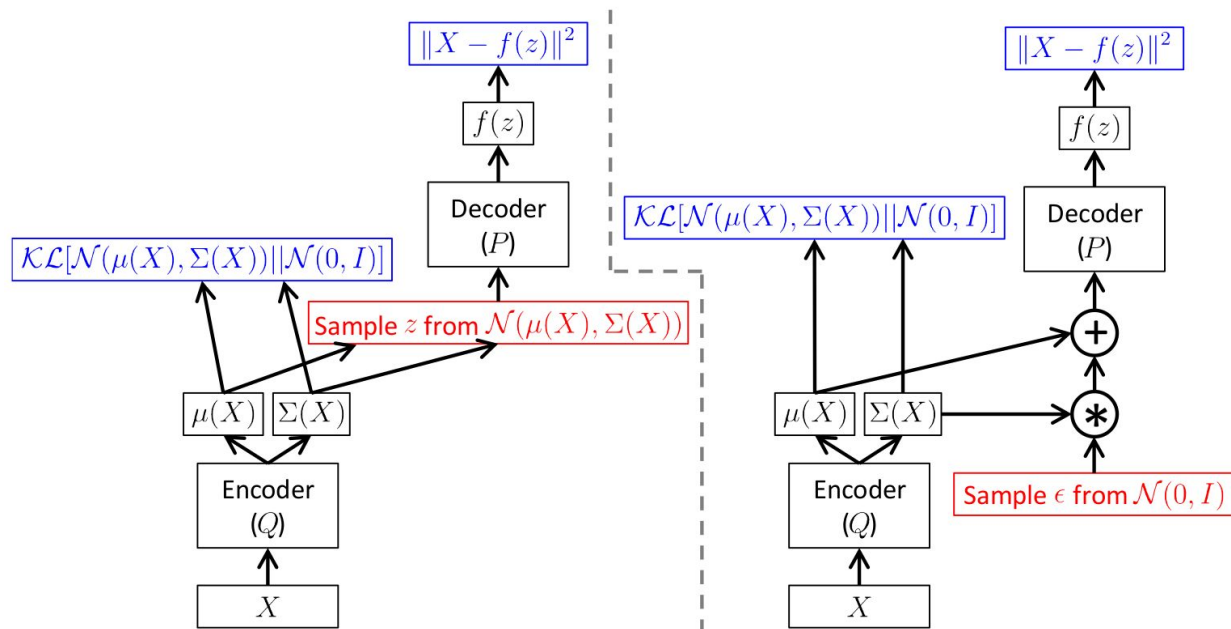 ‖X − f(z)‖²
f(z)
Decoder
(P)
𝒦ℒ[𝒩(μ(X), Σ(X))||𝒩(0, I)]
Sample z from 𝒩(μ(X), Σ(X))
μ(X)
Σ(X)
Encoder
(Q)
X
‖X − f(z)‖²
f(z)
Decoder
(P)
𝒦ℒ[𝒩(μ(X), Σ(X))||𝒩(0, I)]
+
μ(X)
Σ(X)
*
Sample ϵ from 𝒩(0, I)
Encoder
(Q)
X